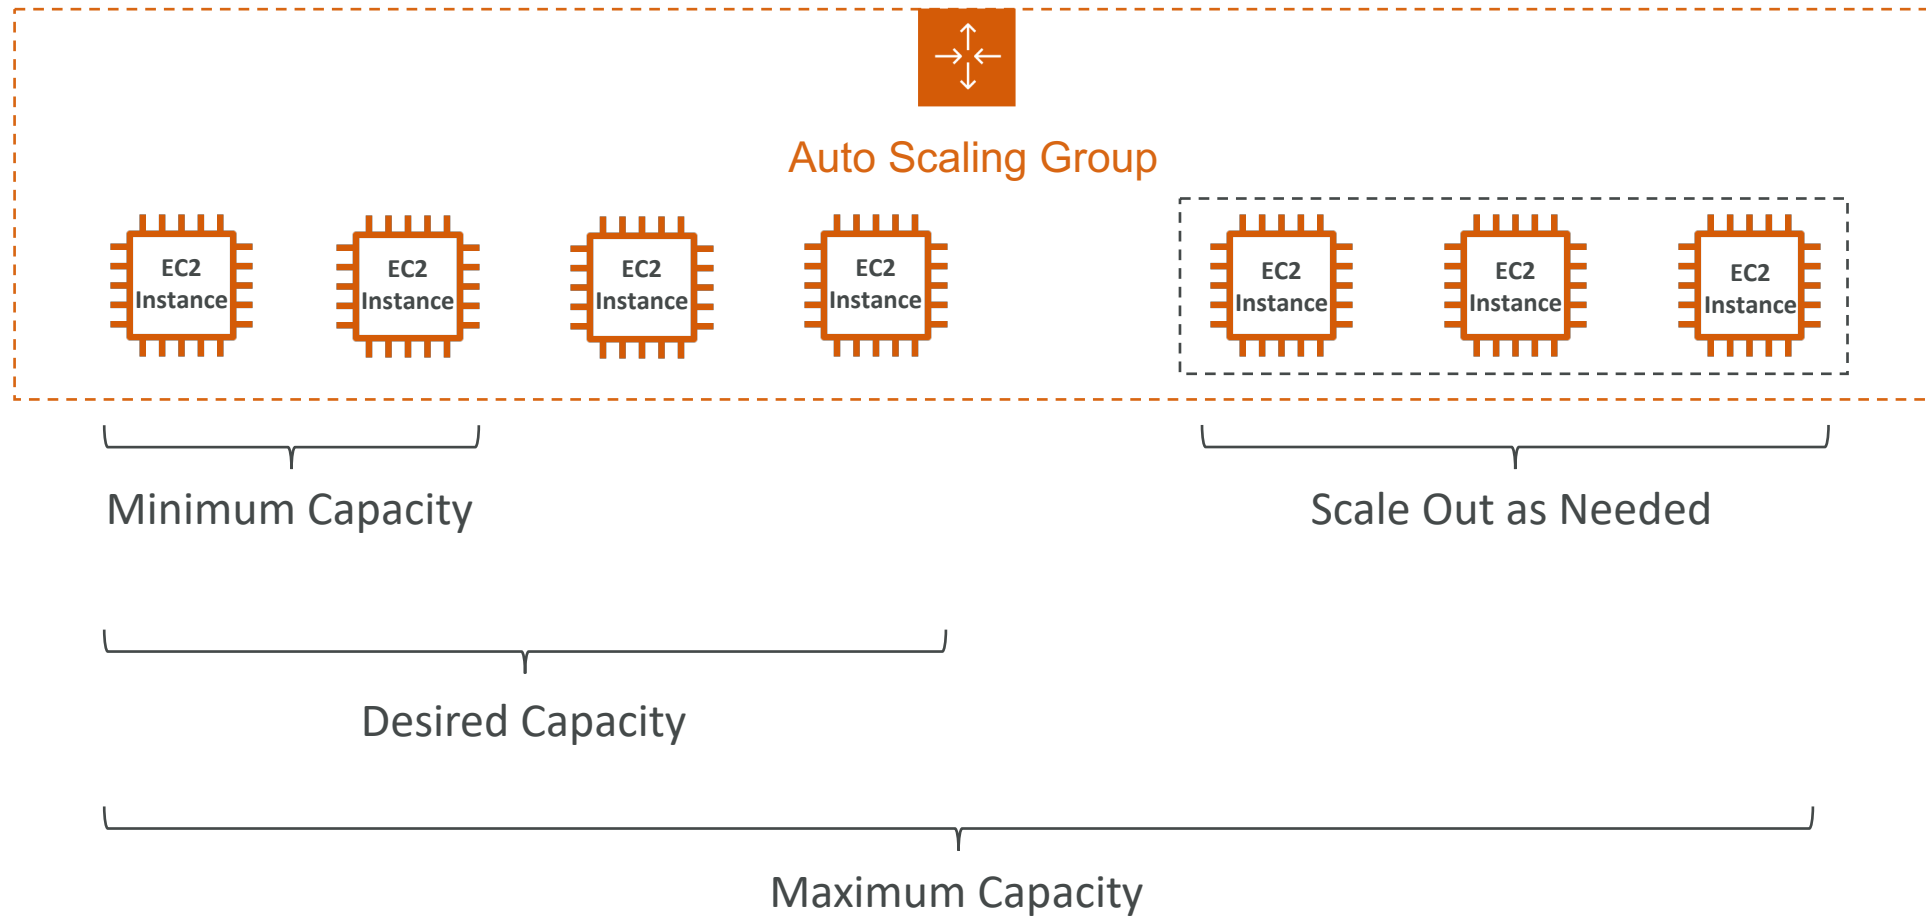 Auto Scaling Group
EC2
Instance
EC2
Instance
EC2
Instance
EC2
Instance
EC2
Instance
EC2
Instance
EC2
Instance
Minimum Capacity
Scale Out as Needed
Desired Capacity
Maximum Capacity